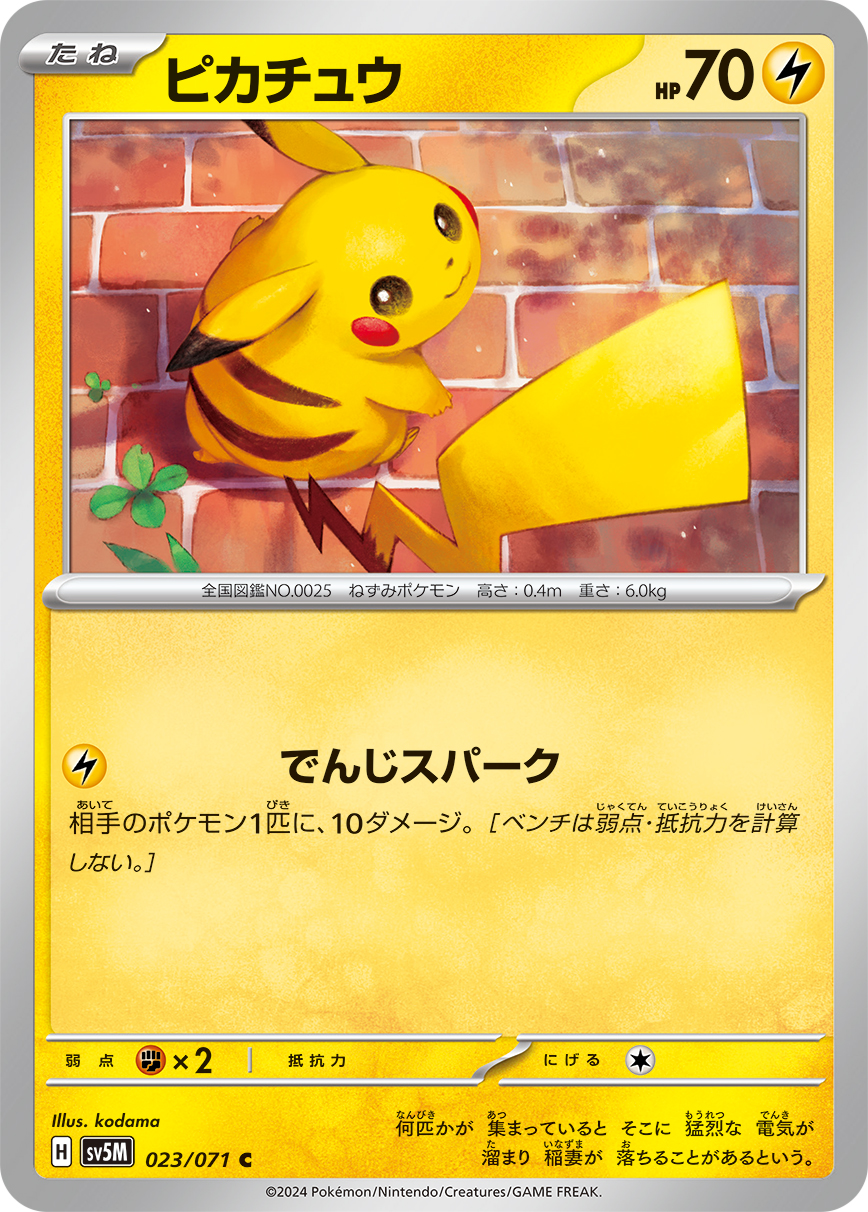 たね
ピカチュウ
HP70
全国図鑑NO.0025 ねずみポケモン 高さ:0.4m 重さ:6.0kg
でんじスパーク
相手のポケモン1匹に、10ダメージ。[ベンチは弱点・抵抗力を計算
しない。]
弱点 ×2 抵抗力 にげる
Illus. kodama
何匹かが 集まっていると そこに 猛烈な 電気が
溜まり 稲妻が 落ちることがあるという。
H SV5M 023/071 C
©2024 Pokémon/Nintendo/Creatures/GAME FREAK.